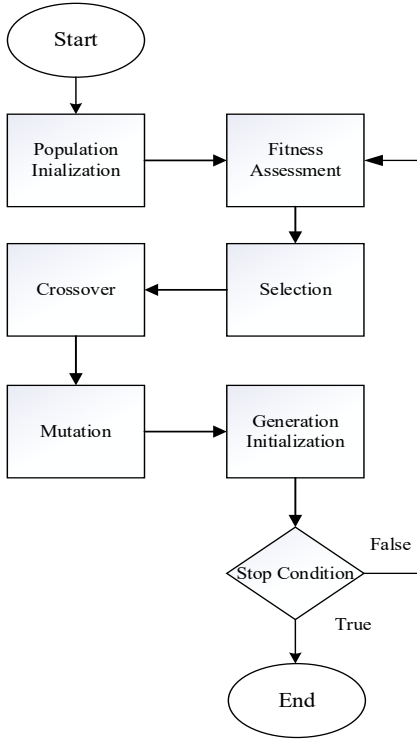 Start
Population
Inialization
Fitness
Assessment
Crossover
Selection
Mutation
Generation
Initialization
False
Stop Condition
True
End